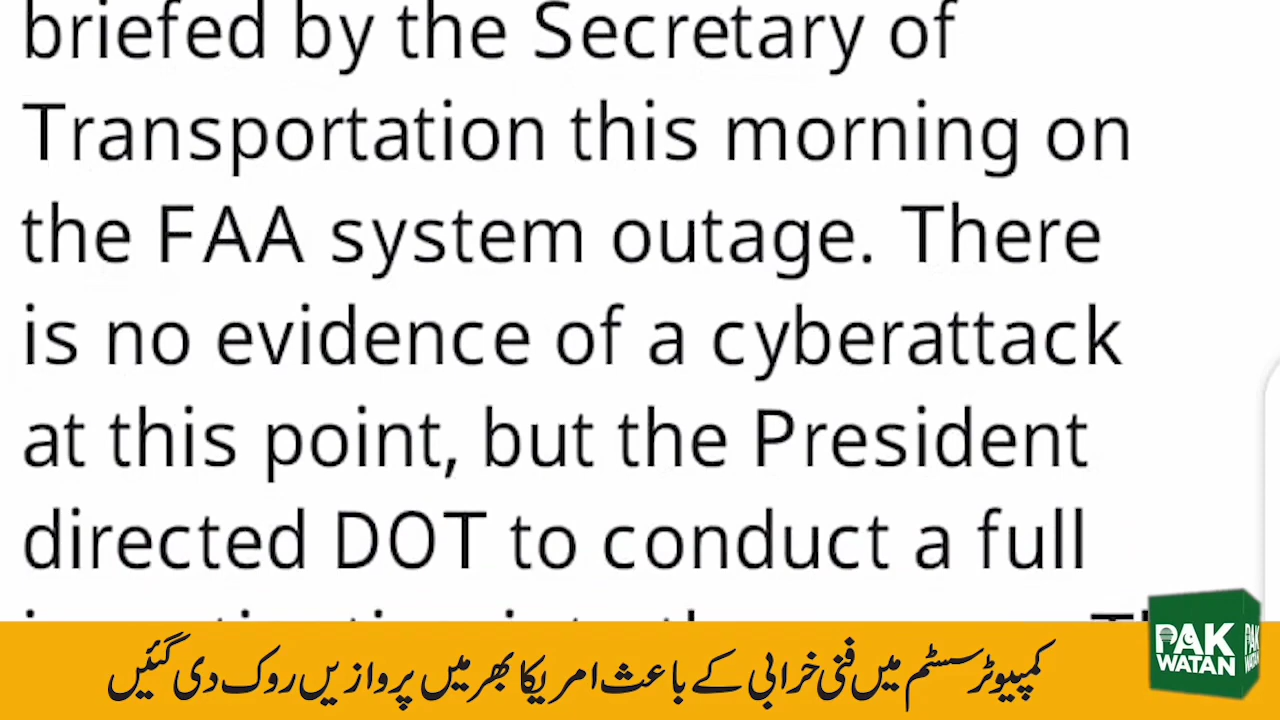 briefed by the Secretary of
Transportation this morning on
the FAA system outage. There
is no evidence of a cyberattack
at this point, but the President
directed DOT to conduct a full
کمپیوٹر سسٹم میں فنی خرابی کے باعث امریکا بھر میں پروازیں روک دی گئیں
PAK
WATAN